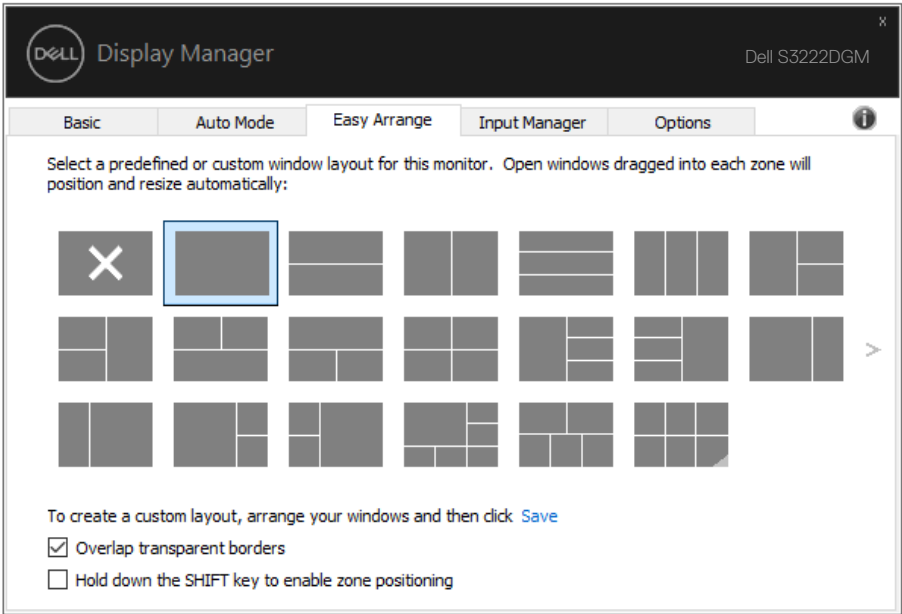 x
DELL Display Manager
Dell S3222DGM
Basic Auto Mode Easy Arrange Input Manager Options
Select a predefined or custom window layout for this monitor. Open windows dragged into each zone will
position and resize automatically:
>
To create a custom layout, arrange your windows and then click Save
Overlap transparent borders
Hold down the SHIFT key to enable zone positioning